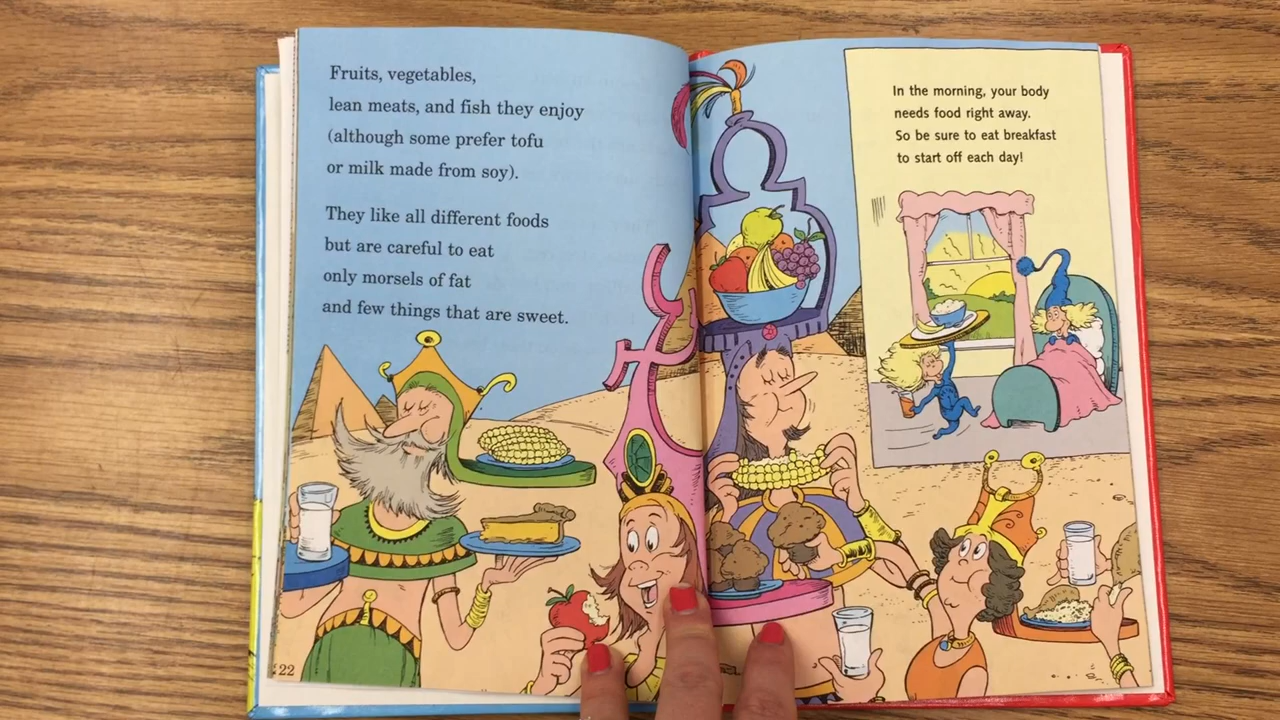 Fruits, vegetables,
lean meats, and fish they enjoy
(although some prefer tofu
or milk made from soy).
They like all different foods
but are careful to eat
only morsels of fat
and few things that are sweet.
22
In the morning, your body
needs food right away.
So be sure to eat breakfast
to start off each day!